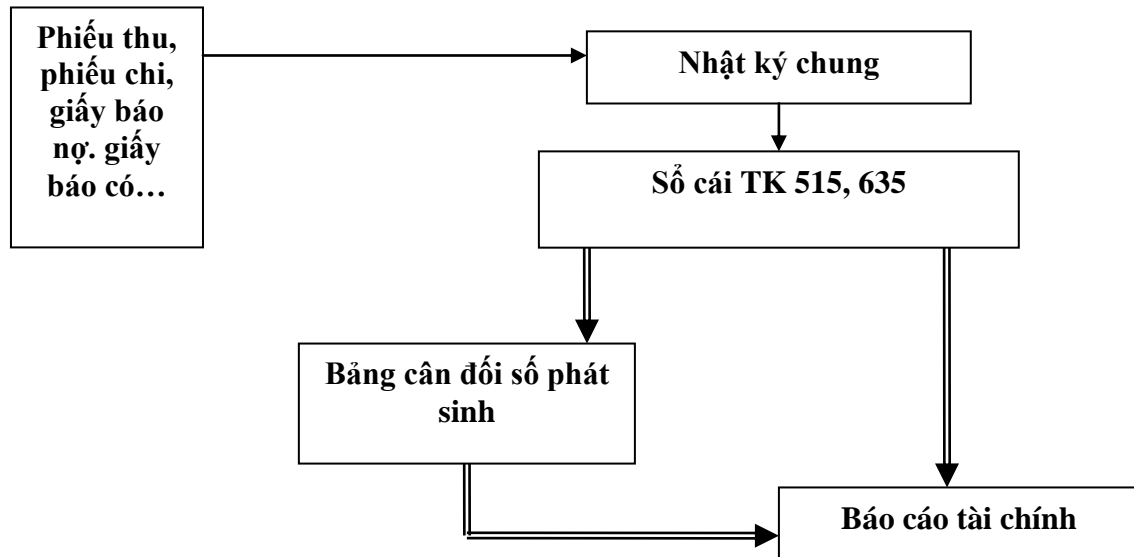 Phiếu thu,
phiếu chi,
giấy báo
nợ. giấy
báo có…
Nhật ký chung
Sổ cái TK 515, 635
Bảng cân đối số phát
sinh
Báo cáo tài chính